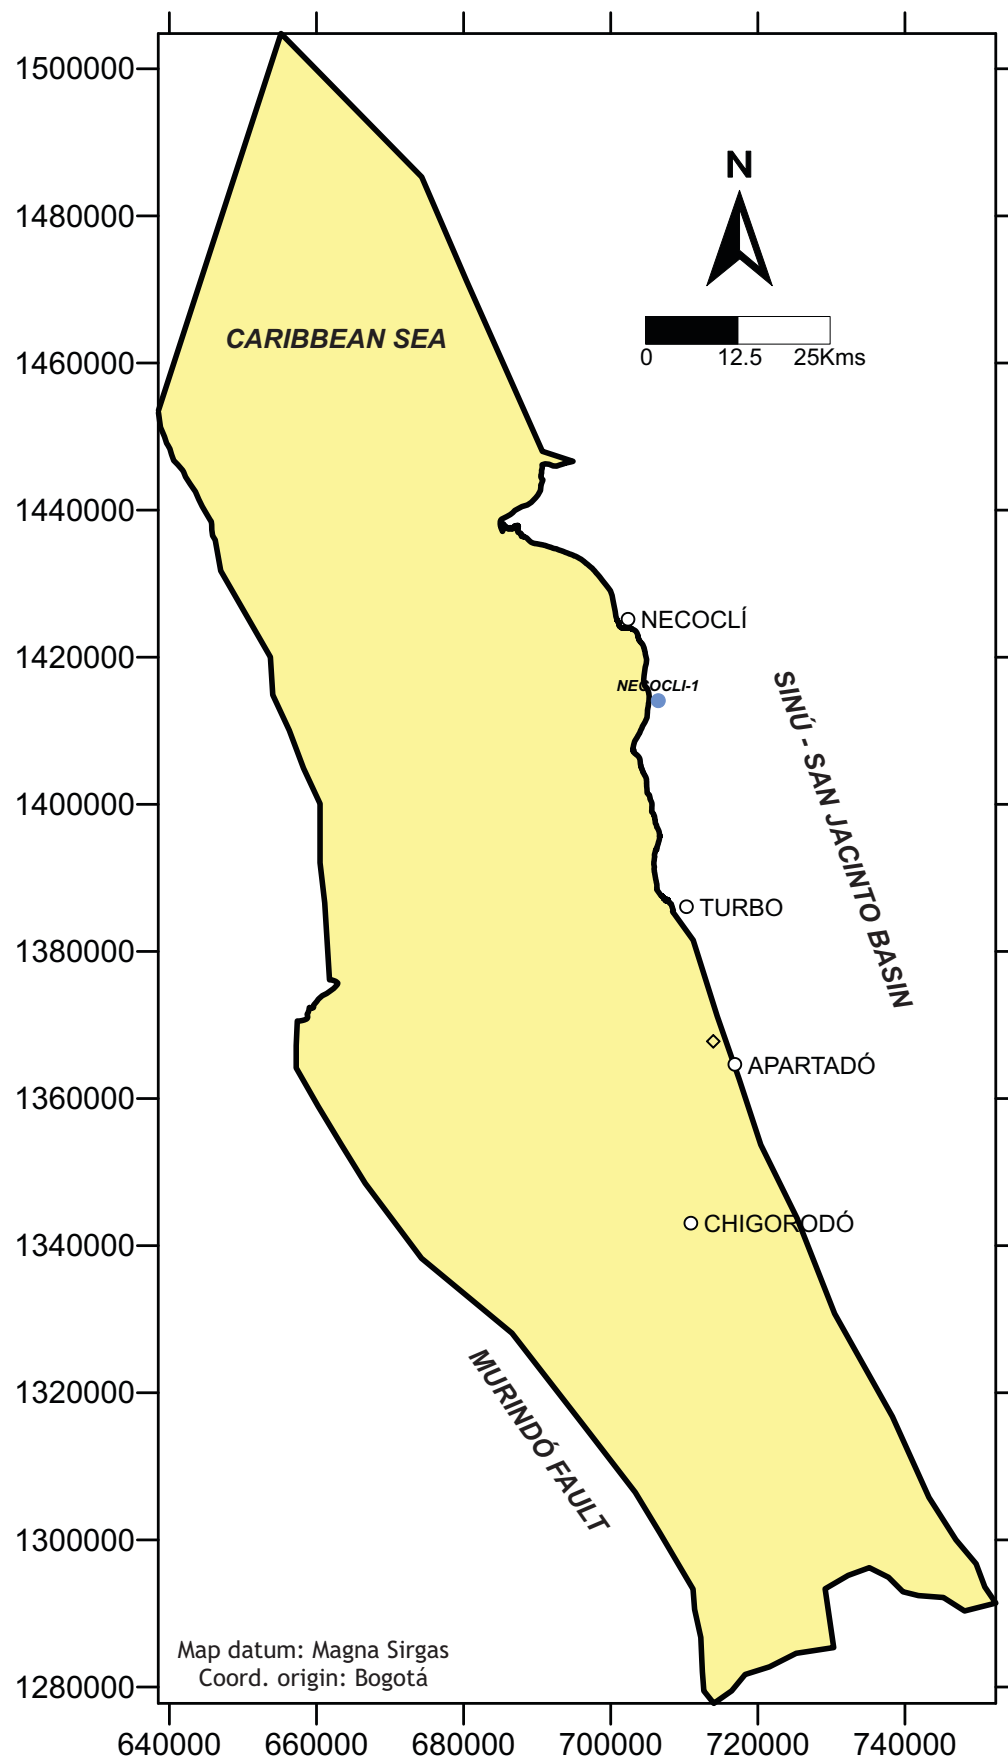 1500000
N
1480000
CARIBBEAN SEA
0 12.5 25Kms
1460000
1440000
NECOCLÍ
1420000
NECOCLI-1
SINÚ - SAN JACINTO BASIN
1400000
TURBO
1380000
APARTADÓ
1360000
CHIGORODÓ
1340000
MURINDÓ FAULT
1320000
1300000
Map datum: Magna Sirgas
Coord. origin: Bogotá
1280000
640000 660000 680000 700000 720000 740000